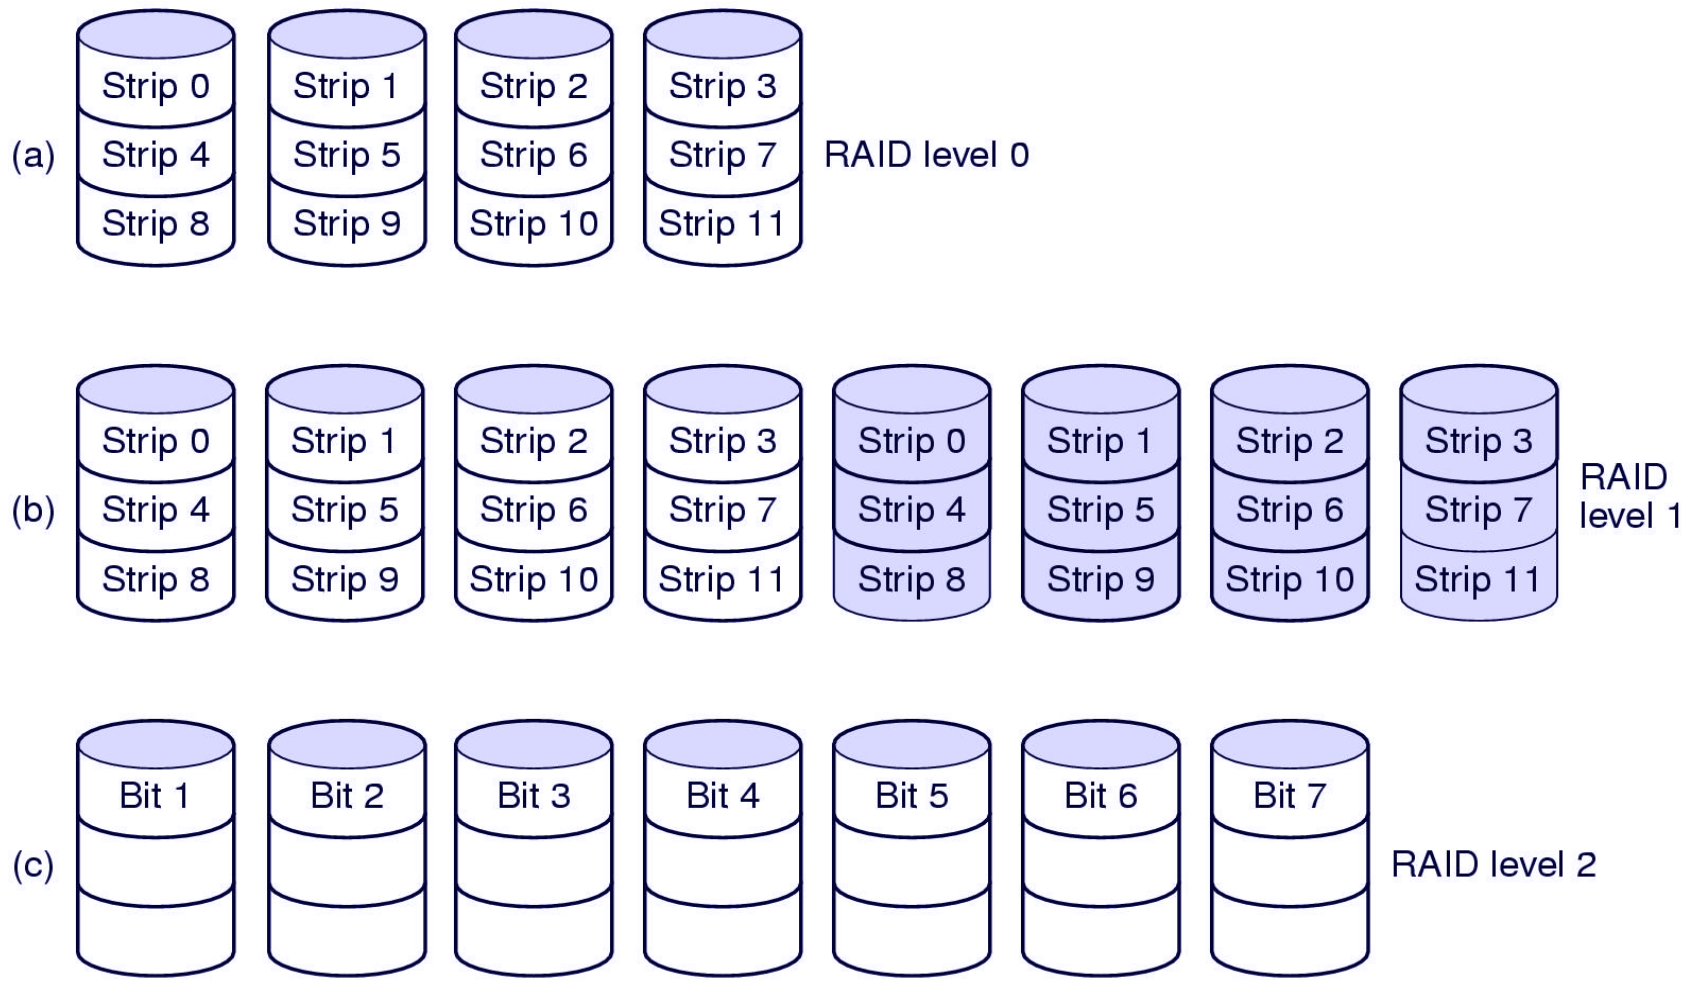 Strip 0 Strip 1 Strip 2 Strip 3
(a) Strip 4 Strip 5 Strip 6 Strip 7 RAID level 0
Strip 8 Strip 9 Strip 10 Strip 11
Strip 0 Strip 1 Strip 2 Strip 3 Strip 0 Strip 1 Strip 2 Strip 3
(b) Strip 4 Strip 5 Strip 6 Strip 7 Strip 4 Strip 5 Strip 6 Strip 7
RAID
level 1
Strip 8 Strip 9 Strip 10 Strip 11 Strip 8 Strip 9 Strip 10 Strip 11
Bit 1 Bit 2 Bit 3 Bit 4 Bit 5 Bit 6 Bit 7
(c) RAID level 2